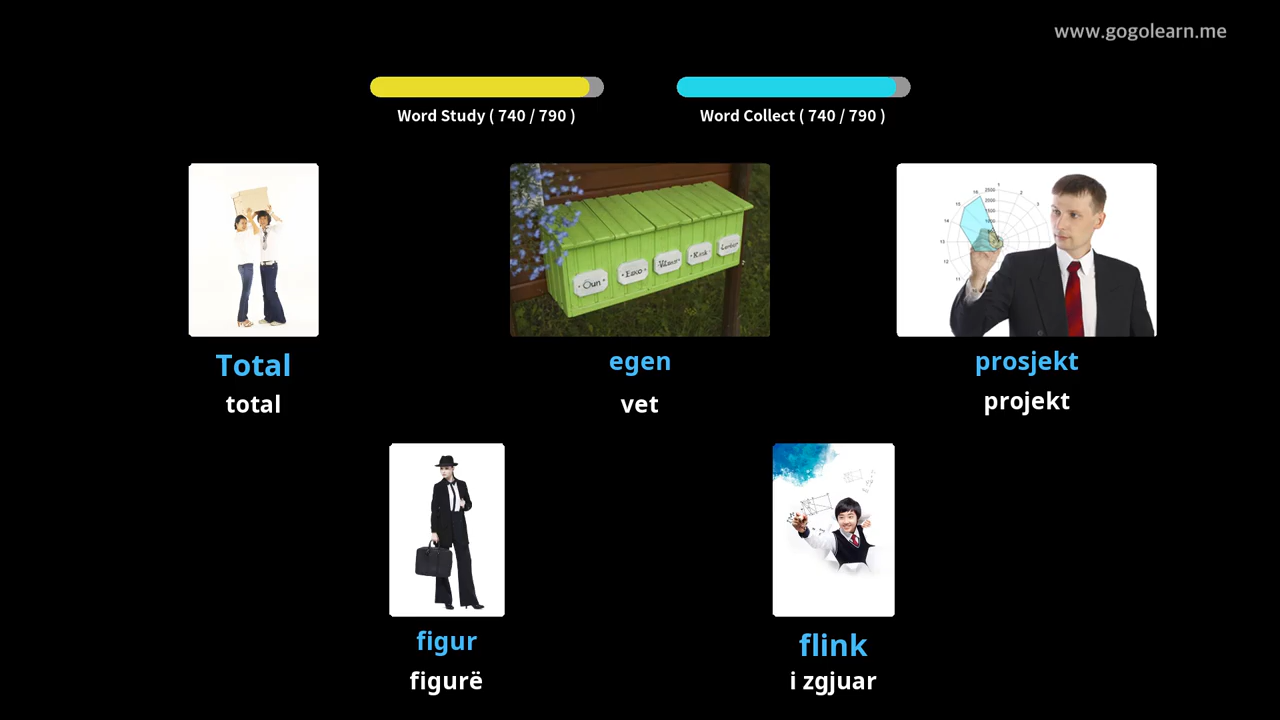 www.gogolearn.me
Word Study ( 740 / 790 )
Word Collect ( 740 / 790 )
Total
total
egen
vet
prosjekt
projekt
figur
figurë
flink
i zgjuar